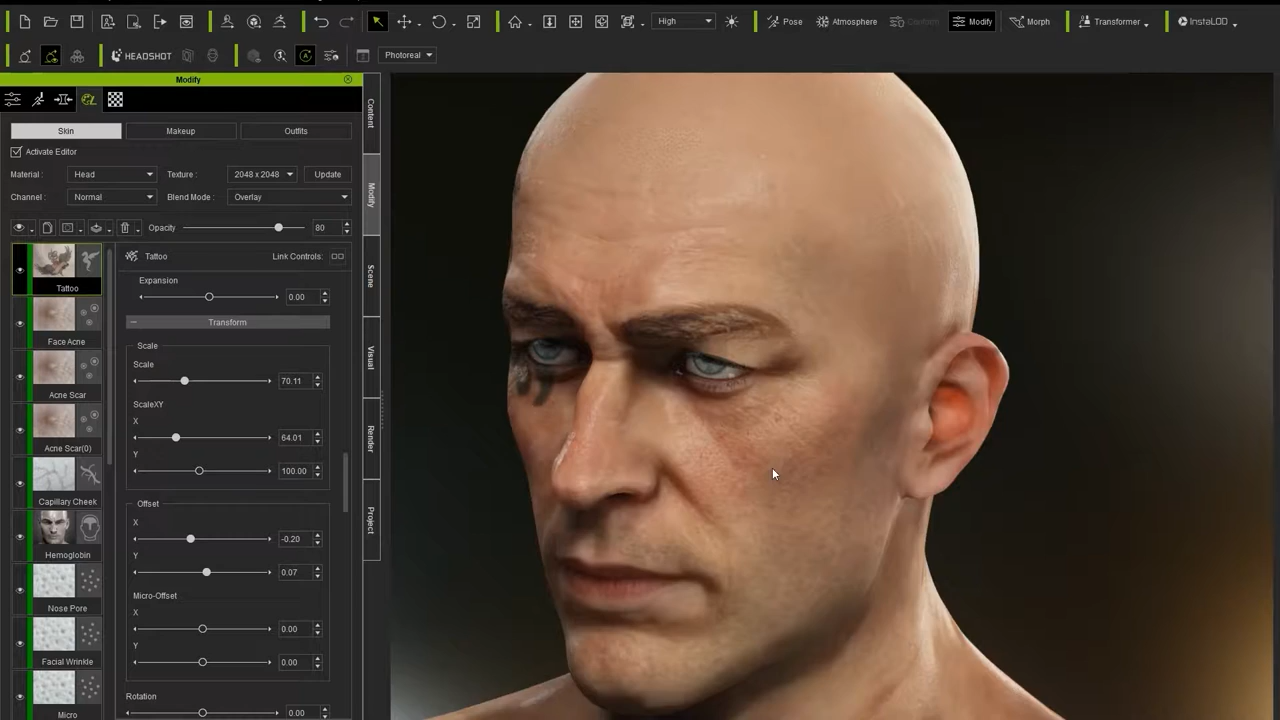 High
Pose
Atmosphere
Conform
Modify
Morph
Transformer
InstaLOD
HEADSHOT
Photoreal
Modify
Skin
Makeup
Outfits
Activate Editor
Material :
Head
Texture :
2048 x 2048
Update
Channel :
Normal
Blend Mode :
Overlay
Opacity
80
Tattoo
Face Acne
Acne Scar
Acne Scar(0)
Capillary Cheek
Hemoglobin
Nose Pore
Facial Wrinkle
Micro
Tattoo
Link Controls:
Expansion
0.00
Transform
Scale
Scale
70.11
ScaleXY
X
64.01
Y
100.00
Offset
X
-0.20
Y
0.07
Micro-Offset
X
0.00
Y
0.00
Rotation
0.00
Content
Modify
Scene
Visual
Render
Project